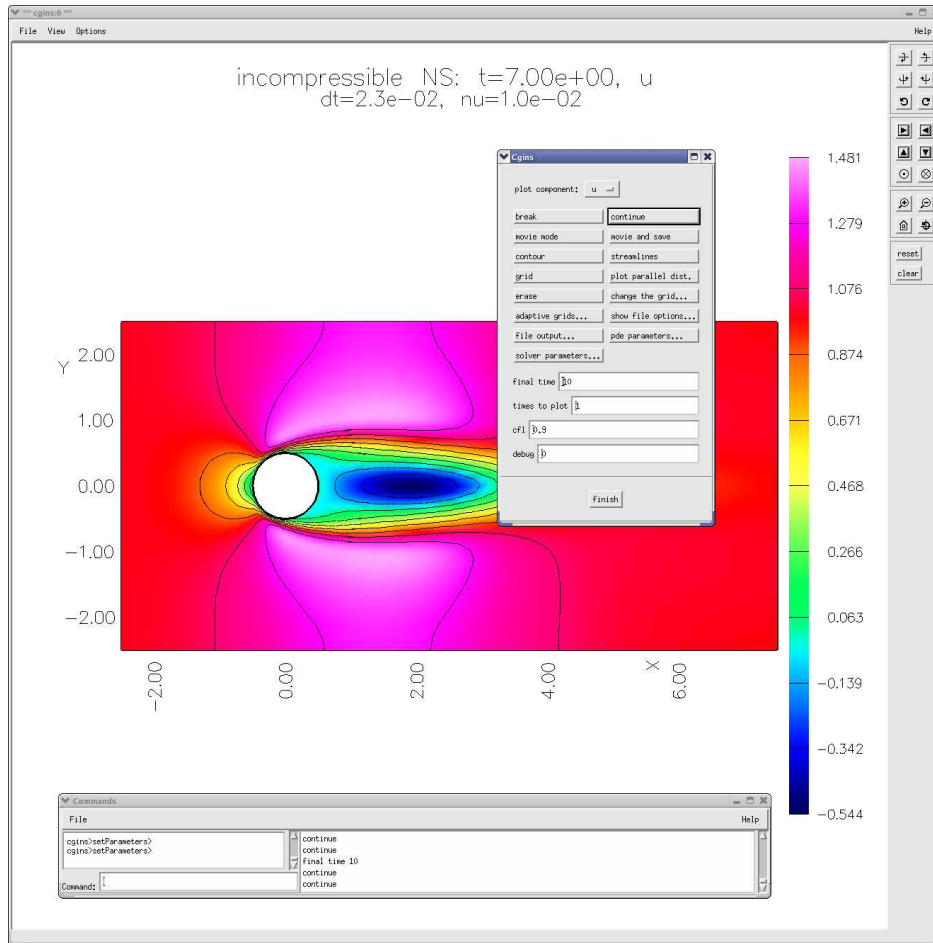 cgins:0
File View Options Help
incompressible NS: t=7.00e+00, u
dt=2.3e-02, nu=1.0e-02
Cgins
plot component: u
break continue
movie mode movie and save
contour streamlines
grid plot parallel dist.
erase change the grid...
adaptive grids... show file options...
file output... pde parameters...
solver parameters...
final time 10
times to plot 1
cfl 0.9
debug 0
finish
1.481
1.279
1.076
0.874
0.671
0.468
0.266
0.063
-0.139
-0.342
-0.544
reset
clear
Y
2.00
1.00
0.00
-1.00
-2.00
-2.00 0.00 2.00 4.00 X 6.00
Commands
File Help
cgins>setParameters>
cgins>setParameters>
Command:
continue
continue
final time 10
continue
continue